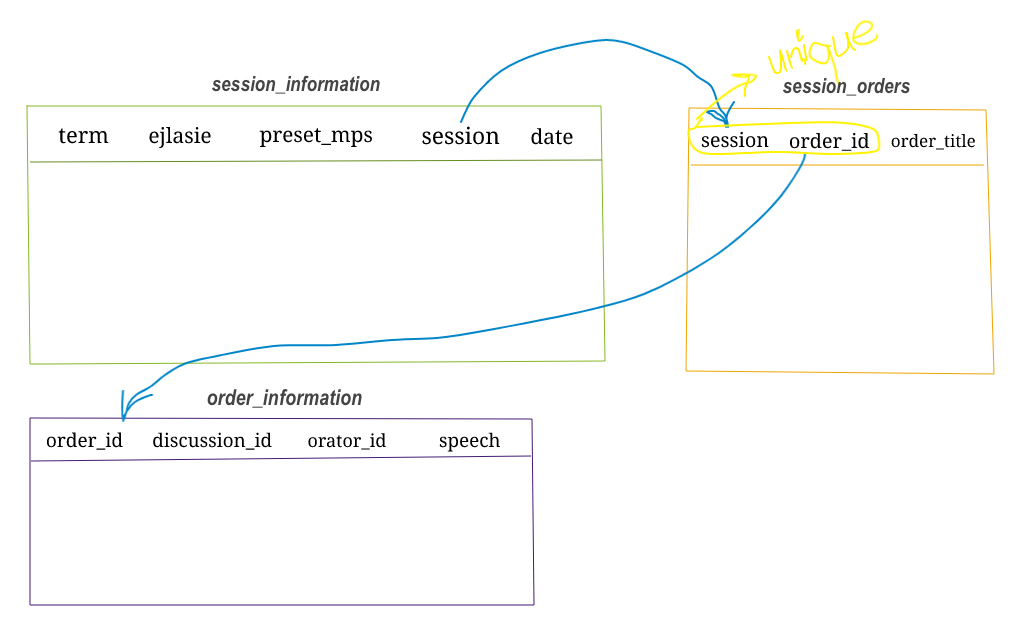 unique
session_information
session_orders
term ejlasie preset_mps session date
session order_id order_title
order_information
order_id discussion_id orator_id speech